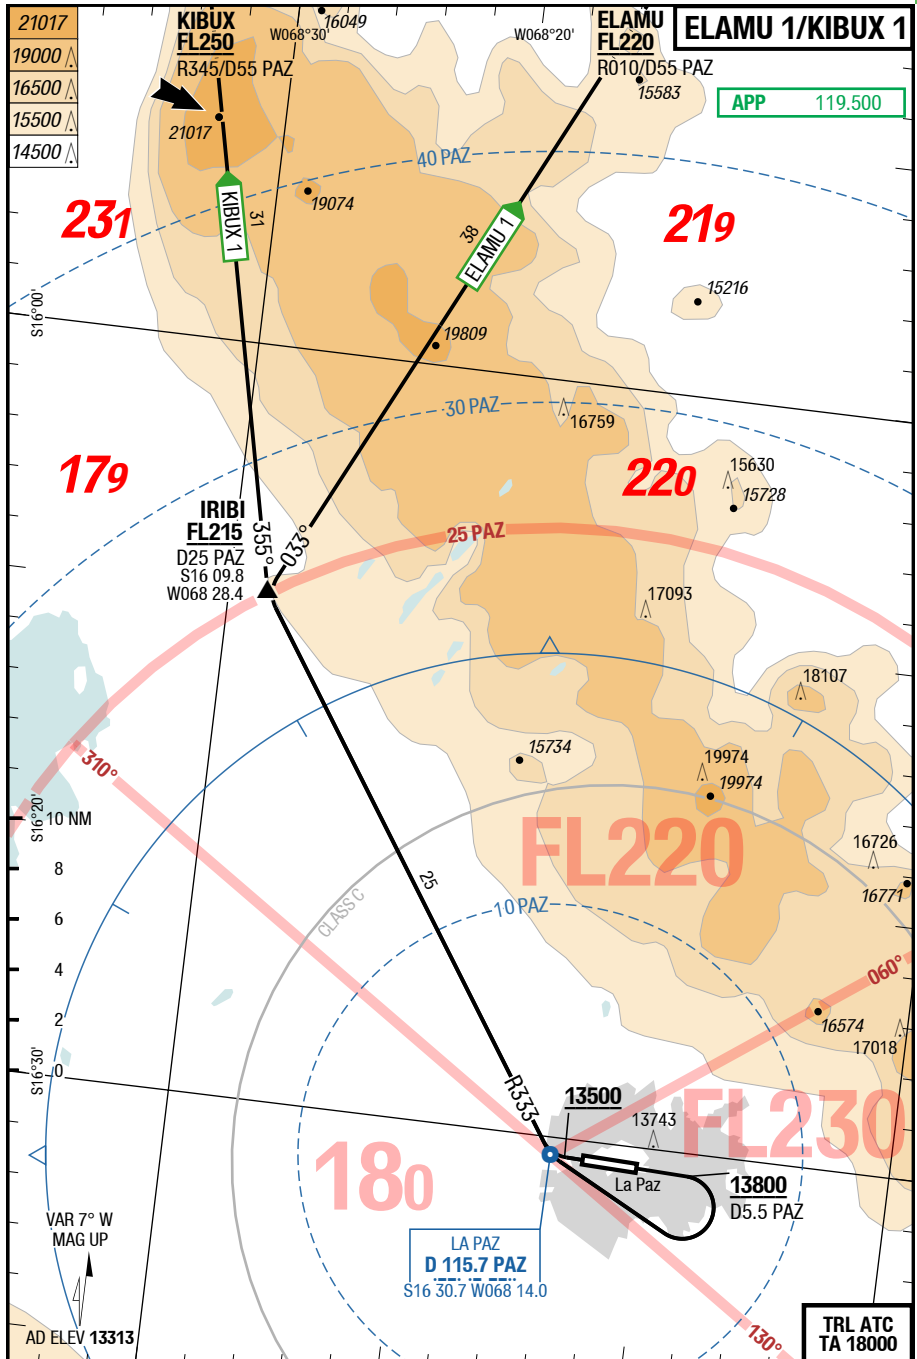 21017
19000
16500
15500
14500
KIBUX
FL250
R345/D55 PAZ
16049
W068°30'
W068°20'
ELAMU
FL220
R010/D55 PAZ
15583
ELAMU 1/KIBUX 1
APP 119.500
21017
40 PAZ
19074
231
KIBUX 1
31
38
ELAMU 1
219
15216
S16°00'
19809
30 PAZ
16759
179
220
15630
15728
IRIBI
FL215
D25 PAZ
S16 09.8
W068 28.4
355°
033°
25 PAZ
17093
18107
15734
19974
19974
310°
S16°20'
10 NM
8
6
4
2
0
FL220
16726
16771
25
CLASS C
10 PAZ
060°
16574
17018
S16°30'
R333
13500
13743
FL230
180
La Paz
13800
D5.5 PAZ
VAR 7° W
MAG UP
LA PAZ
D 115.7 PAZ
S16 30.7 W068 14.0
AD ELEV 13313
130°
TRL ATC
TA 18000